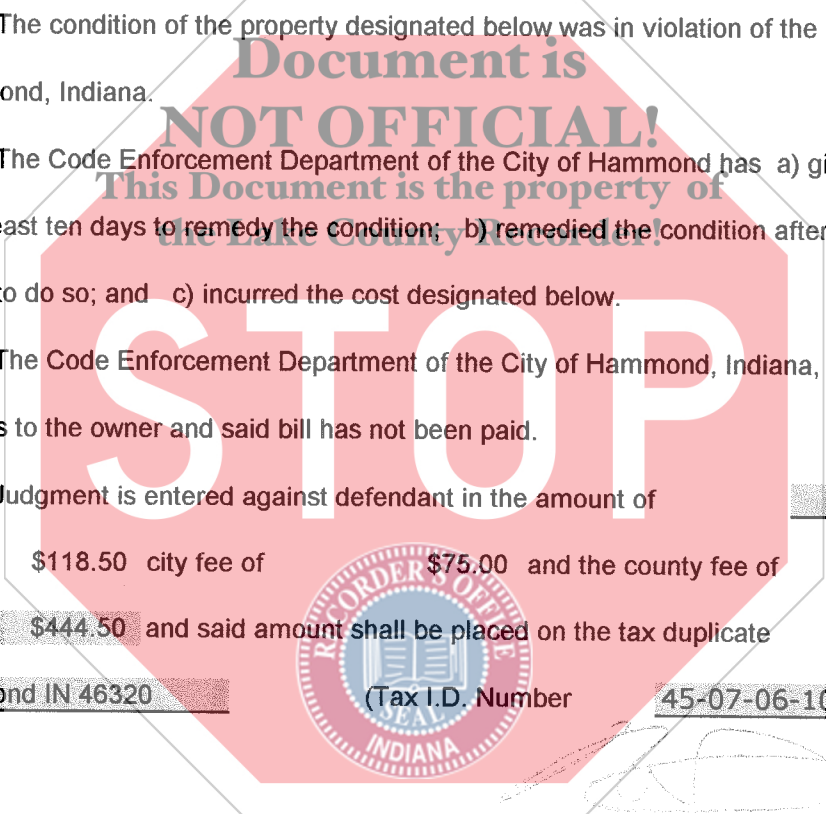 The condition of the property designated below was in violation of the
Document is
ond, Indiana.
NOT OFFICIAL!
The Code Enforcement Department of the City of Hammond has a) gi
This Document is the property of
east ten days to remedy the condition; b) remedied the condition after
the Lake County Recorder!
to do so; and c) incurred the cost designated below.
STOP
The Code Enforcement Department of the City of Hammond, Indiana,
s to the owner and said bill has not been paid.
Judgment is entered against defendant in the amount of
$118.50 city fee of $75.00 and the county fee of
RECORDER'S OFFICE
$444.50 and said amount shall be placed on the tax duplicate
ond IN 46320 (Tax I.D. Number 45-07-06-10
SEAL
INDIANA